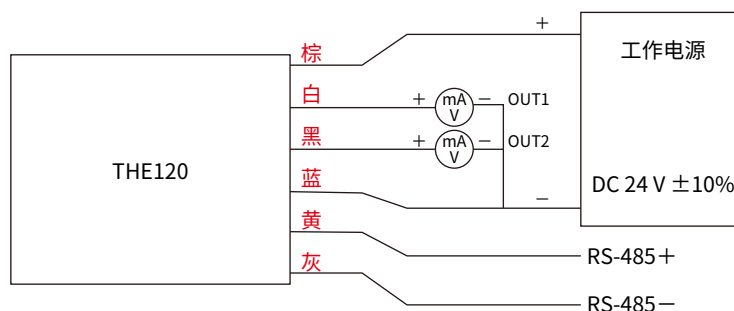 棕
+
工作电源
白
+
mA
V
−
OUT1
黑
+
mA
V
−
OUT2
THE120
蓝
−
DC 24 V ±10%
黄
RS-485+
灰
RS-485−